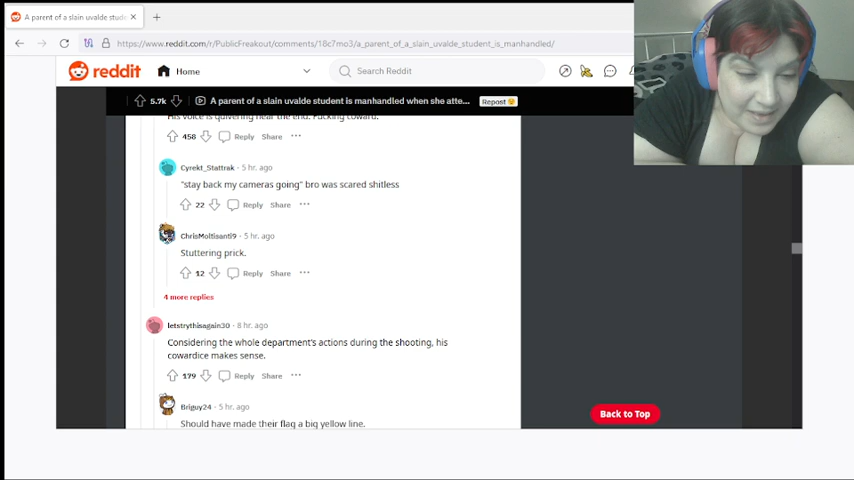 A parent of a slain uvalde stude
https://www.reddit.com/r/PublicFreakout/comments/18c7mo3/a_parent_of_a_slain_uvalde_student_is_manhandled/
reddit
Home
Search Reddit
5.7k
A parent of a slain uvalde student is manhandled when she atte...
Repost
His voice is quivering near the end. Fucking coward.
458 Reply Share
Cyrekt_Stattrak · 5 hr. ago
"stay back my cameras going" bro was scared shitless
22 Reply Share
ChrisMoltisanti9 · 5 hr. ago
Stuttering prick.
12 Reply Share
4 more replies
letstrythisagain30 · 8 hr. ago
Considering the whole department's actions during the shooting, his
cowardice makes sense.
179 Reply Share
Briguy24 · 5 hr. ago
Should have made their flag a big yellow line.
Back to Top